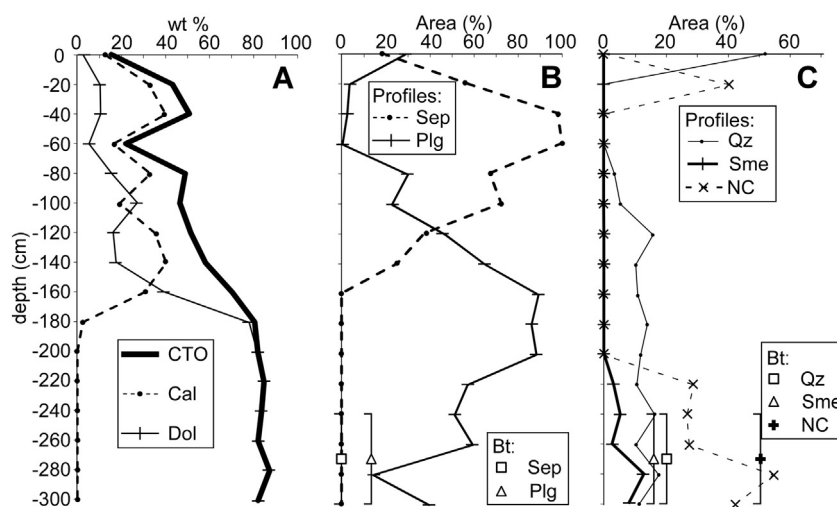 wt %
0 20 40 60 80 100
A
0
-20
-40
-60
-80
-100
-120
-140
-160
-180
-200
-220
-240
-260
-280
-300
depth (cm)
CTO
Cal
Dol
Area (%)
0 20 40 60 80 100
B
Profiles:
Sep
Plg
Bt:
Sep
Plg
Area (%)
0 20 40 60
C
Profiles:
Qz
Sme
NC
Bt:
Qz
Sme
NC